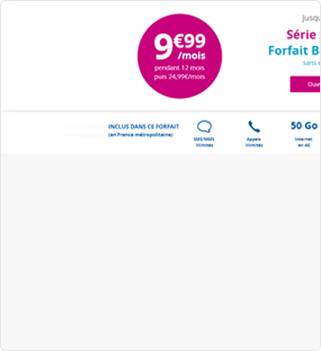 Jusqu
Série
9€99
/mois
Forfait B
pendant 12 mois
puis 24,99€/mois
sans
Ouv
INCLUS DANS CE FORFAIT
(en France métropolitaine)
50 Go
SMS/MMS
illimités
Appels
illimités
Internet
en 4G